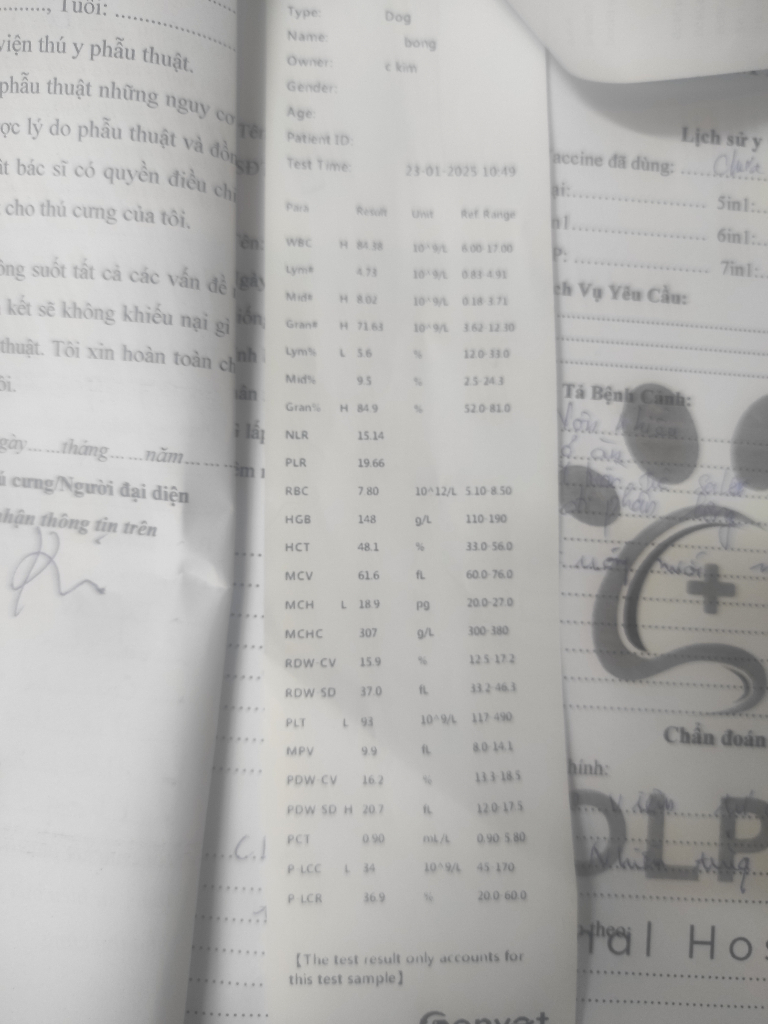 ..........., Tuổi: ....................
viện thú y phẫu thuật.
phẫu thuật những nguy cơ
ợc lý do phẫu thuật và đồn
ật bác sĩ có quyền điều chỉ
cho thú cưng của tôi.
ông suốt tất cả các vấn đề
kết sẽ không khiếu nại gì
thuật. Tôi xin hoàn toàn ch
ôi.
gày......tháng......năm........
ú cưng/Người đại diện
nhận thông tin trên
Type: Dog
Name: bong
Owner: c kim
Gender:
Age:
Patient ID:
Test Time: 23-01-2025 10:49
Para Result Unit Ref Range
WBC H 84.38 10^9/L 6.00-17.00
Lym# 4.73 10^9/L 0.83-4.91
Mid# H 8.02 10^9/L 0.18-3.71
Gran# H 71.63 10^9/L 3.62-12.30
Lym% L 5.6 % 12.0-33.0
Mid% 9.5 % 2.5-24.3
Gran% H 84.9 % 52.0-81.0
NLR 15.14
PLR 19.66
RBC 7.80 10^12/L 5.10-8.50
HGB 148 g/L 110-190
HCT 48.1 % 33.0-56.0
MCV 61.6 fL 60.0-76.0
MCH L 18.9 pg 20.0-27.0
MCHC 307 g/L 300-380
RDW-CV 15.9 % 12.5-17.2
RDW-SD 37.0 fL 33.2-46.3
PLT L 93 10^9/L 117-490
MPV 9.9 fL 8.0-14.1
PDW-CV 16.2 % 13.3-18.5
PDW-SD H 20.7 fL 12.0-17.5
PCT 0.90 mL/L 0.90-5.80
P-LCC L 34 10^9/L 45-170
P-LCR 36.9 % 20.0-60.0
【The test result only accounts for
this test sample】
Lịch sử y
accine đã dùng:
5in1:
6in1:
7in1:
ch Vụ Yêu Cầu:
Tả Bệnh Cảnh:
Chẩn đoán
hính:
DLP
theo:
tal Hos